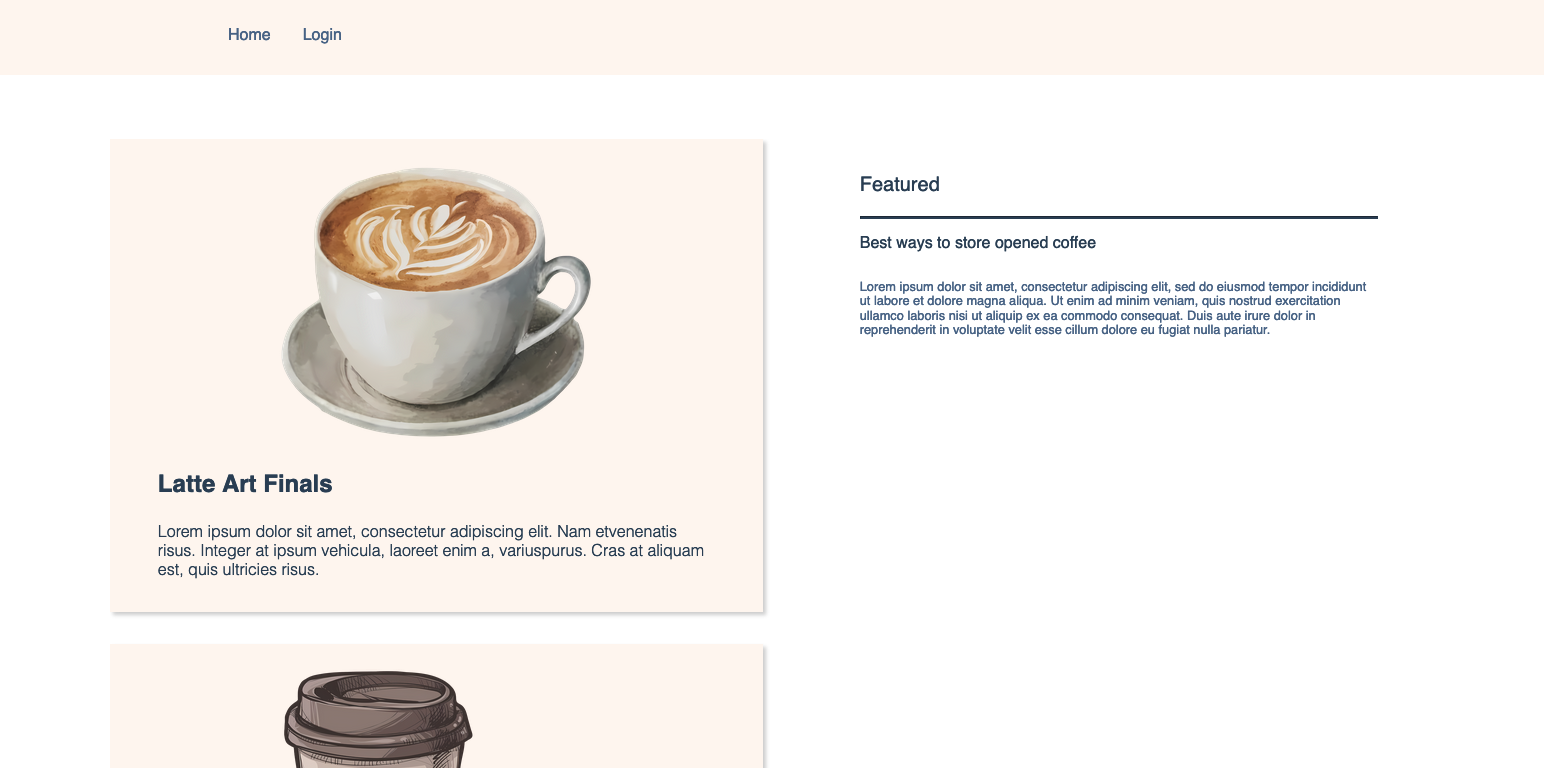 Home Login
Latte Art Finals
Lorem ipsum dolor sit amet, consectetur adipiscing elit. Nam etvenenatis
risus. Integer at ipsum vehicula, laoreet enim a, variuspurus. Cras at aliquam
est, quis ultricies risus.
Featured
Best ways to store opened coffee
Lorem ipsum dolor sit amet, consectetur adipiscing elit, sed do eiusmod tempor incididunt
ut labore et dolore magna aliqua. Ut enim ad minim veniam, quis nostrud exercitation
ullamco laboris nisi ut aliquip ex ea commodo consequat. Duis aute irure dolor in
reprehenderit in voluptate velit esse cillum dolore eu fugiat nulla pariatur.